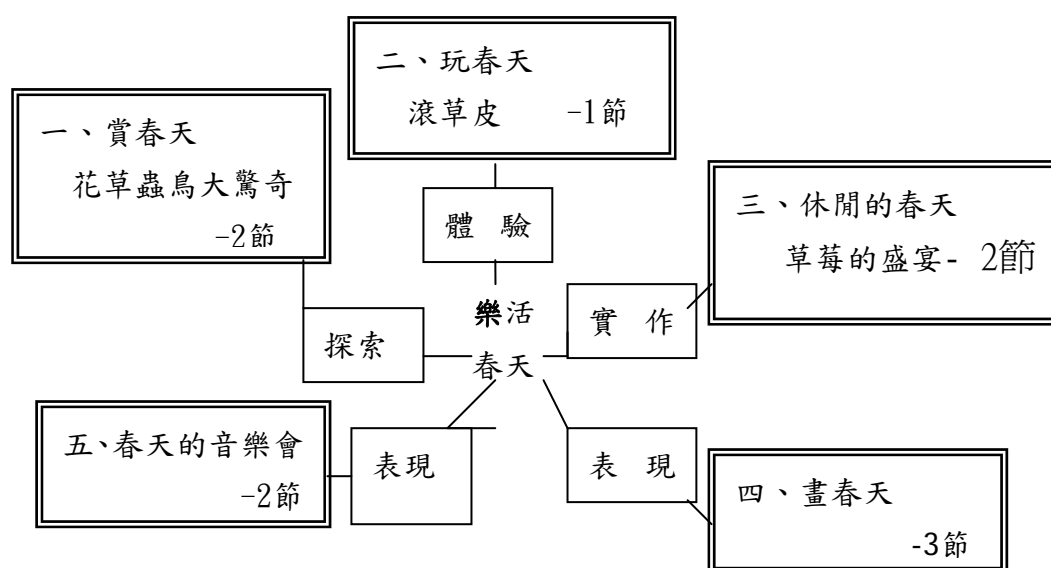 一、賞春天
花草蟲鳥大驚奇
-2節
二、玩春天
滾草皮 -1節
三、休閒的春天
草莓的盛宴- 2節
體 驗
探索
樂活
春天
實 作
五、春天的音樂會
-2節
表現
表 現
四、畫春天
-3節